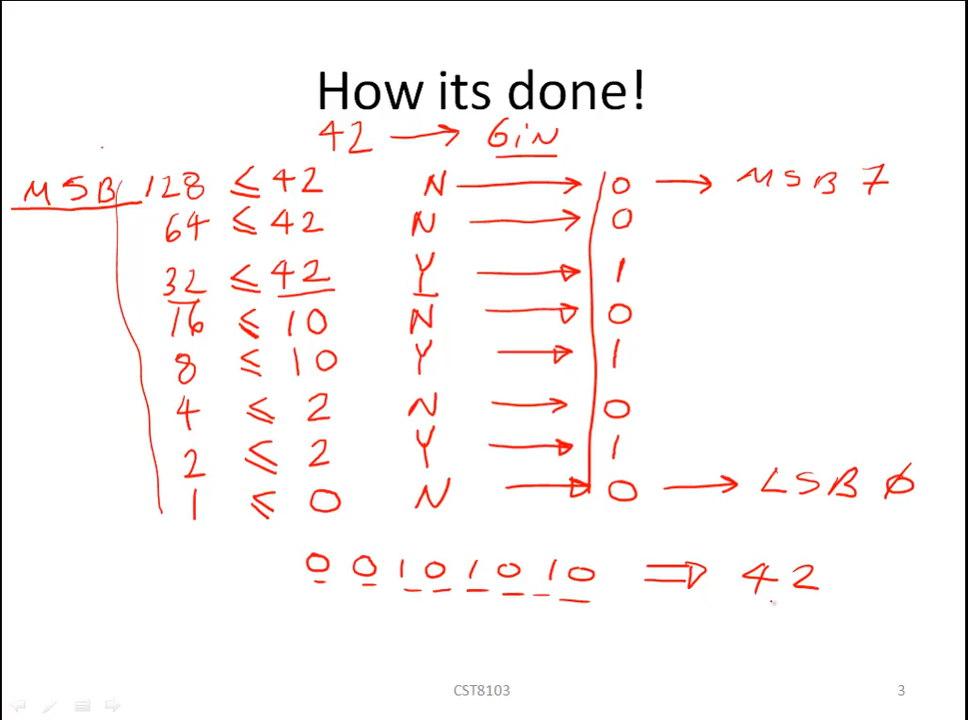 How its done!
42 → BiN
MSB 128 ≤ 42 N → 0 → MSB 7
64 ≤ 42 N → 0
32 ≤ 42 Y → 1
16 ≤ 10 N → 0
8 ≤ 10 Y → 1
4 ≤ 2 N → 0
2 ≤ 2 Y → 1
1 ≤ 0 N → 0 → LSB 0
0 0 1 0 1 0 1 0 ⇒ 42
CST8103 3